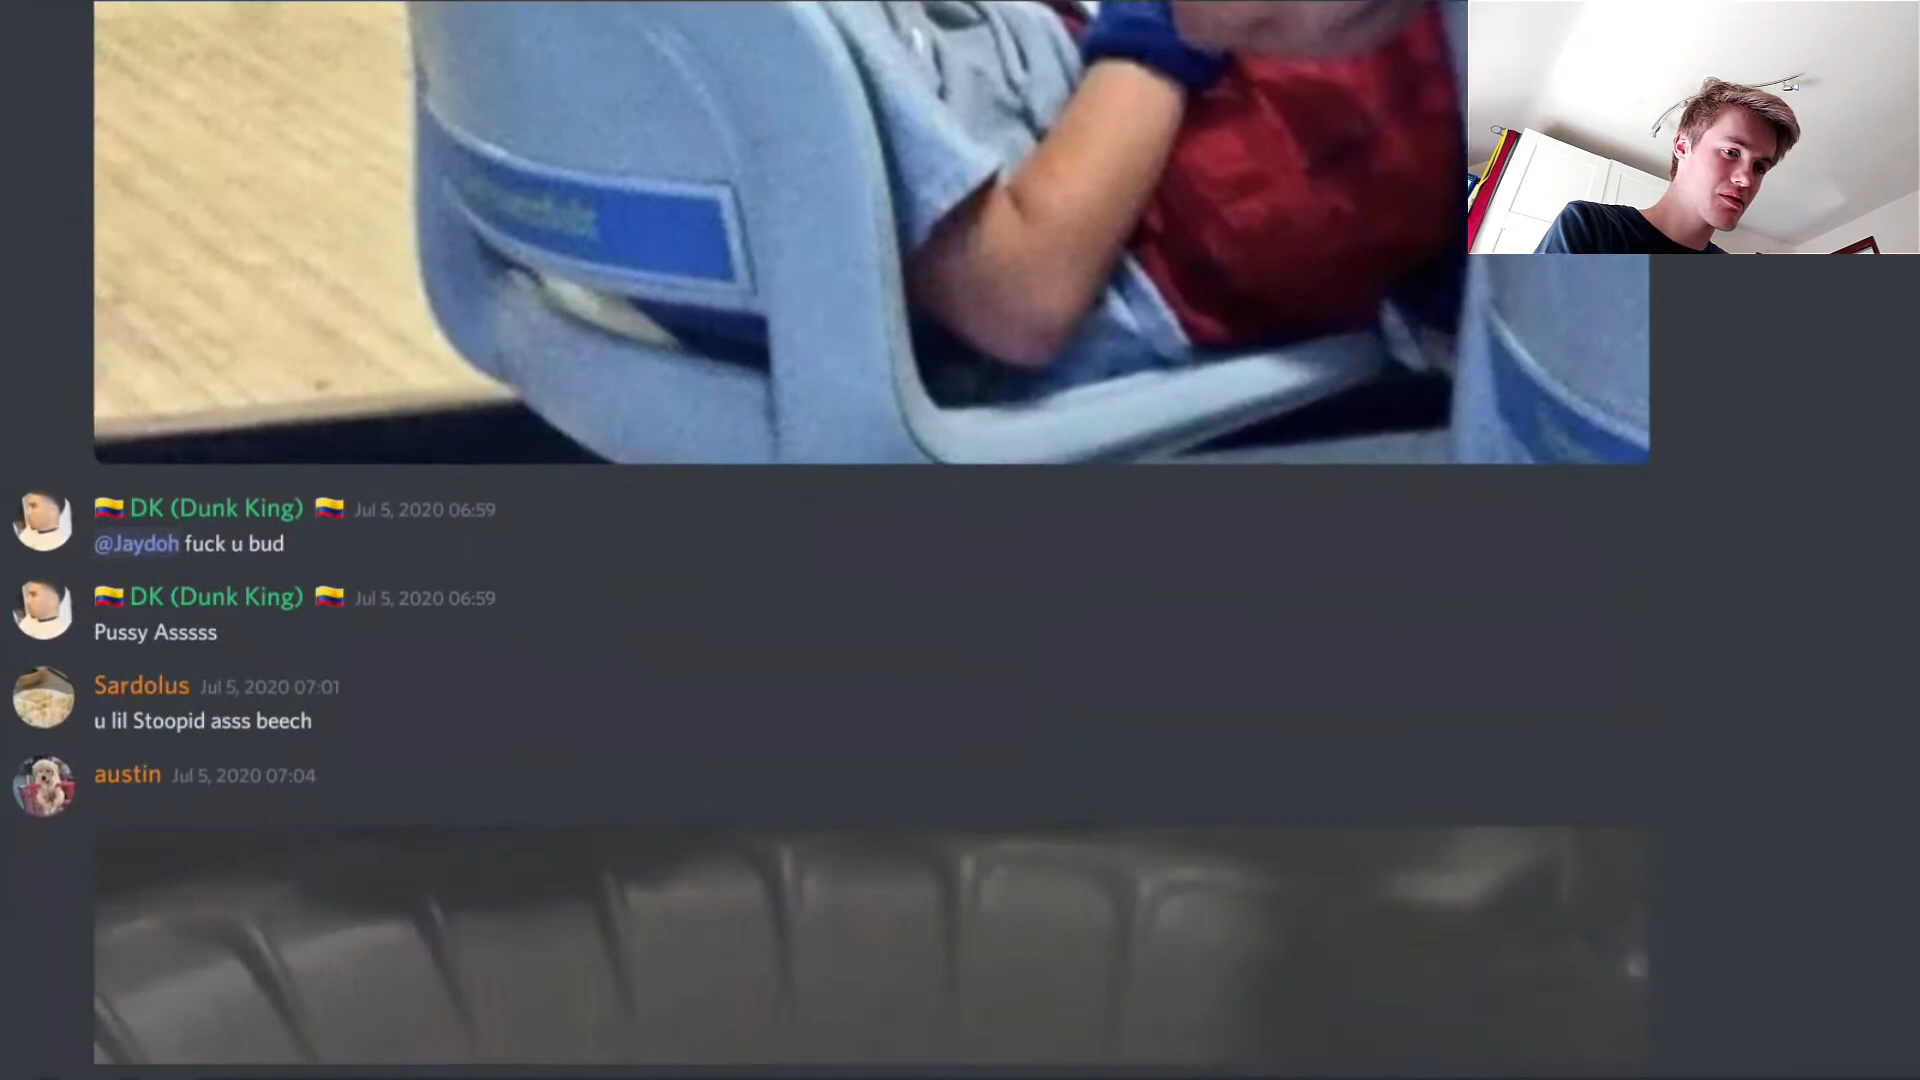 🇨🇴 DK (Dunk King) 🇨🇴 Jul 5, 2020 06:59
@Jaydoh fuck u bud
🇨🇴 DK (Dunk King) 🇨🇴 Jul 5, 2020 06:59
Pussy Asssss
Sardolus Jul 5, 2020 07:01
u lil Stoopid asss beech
austin Jul 5, 2020 07:04